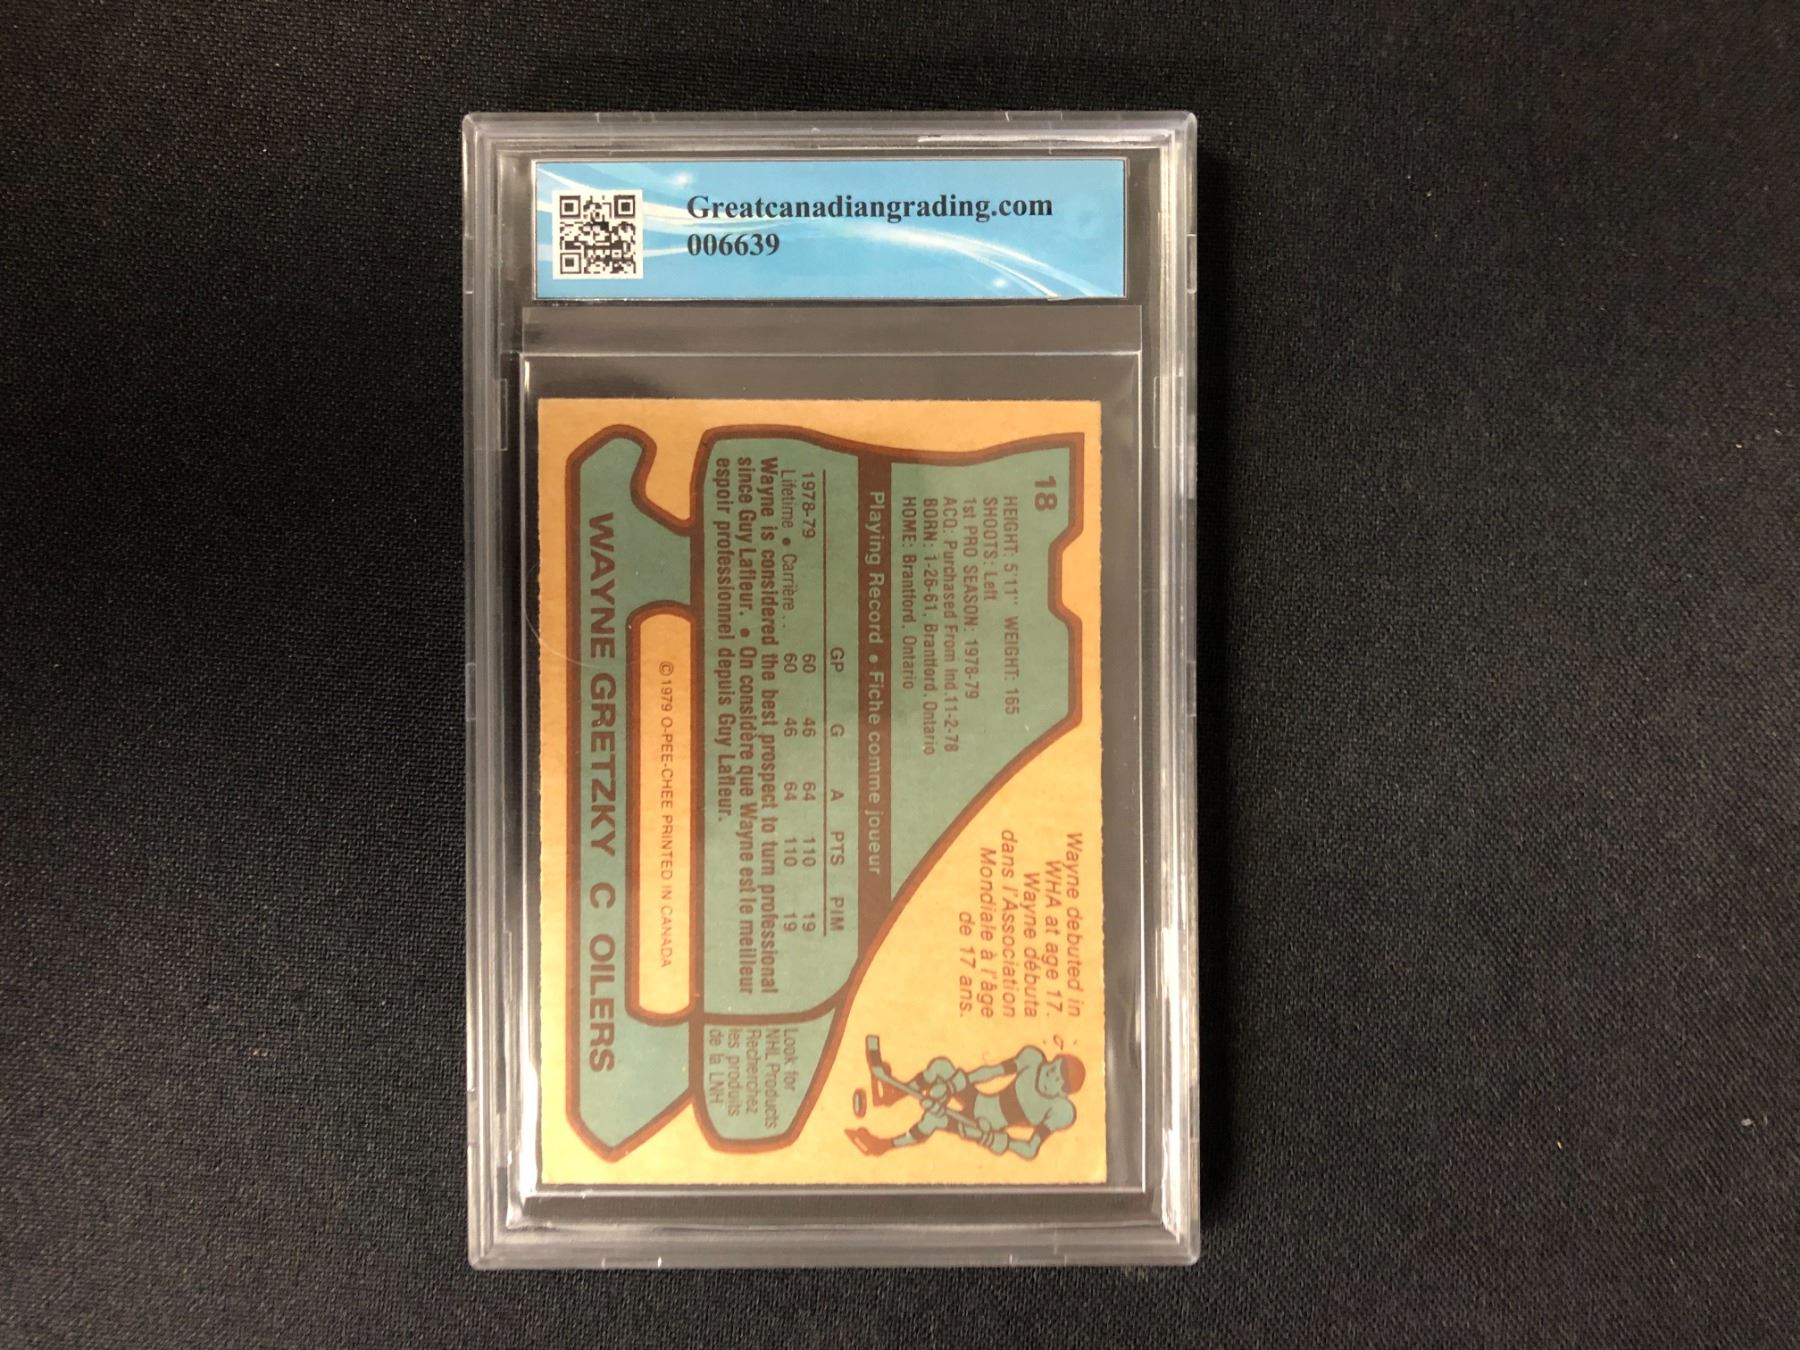 Greatcanadiangrading.com
006639
18
HEIGHT: 5'11" WEIGHT: 165
SHOOTS: Left
1st PRO SEASON: 1978-79
ACQ: Purchased From Ind.11-2-78
BORN: 1-26-61, Brantford, Ontario
HOME: Brantford, Ontario
Wayne debuted in
WHA at age 17.
Wayne débuta
dans l'Association
Mondiale à l'âge
de 17 ans.
Playing Record • Fiche comme joueur
GP G A PTS PIM
1978-79 60 46 64 110 19
Lifetime • Carrière.. 60 46 64 110 19
Wayne is considered the best prospect to turn professional
since Guy Lafleur. • On considère que Wayne est le meilleur
espoir professionnel depuis Guy Lafleur.
Look for
NHL Products
Recherchez
les produits
de la LNH
©1979 O-PEE-CHEE PRINTED IN CANADA
WAYNE GRETZKY C OILERS